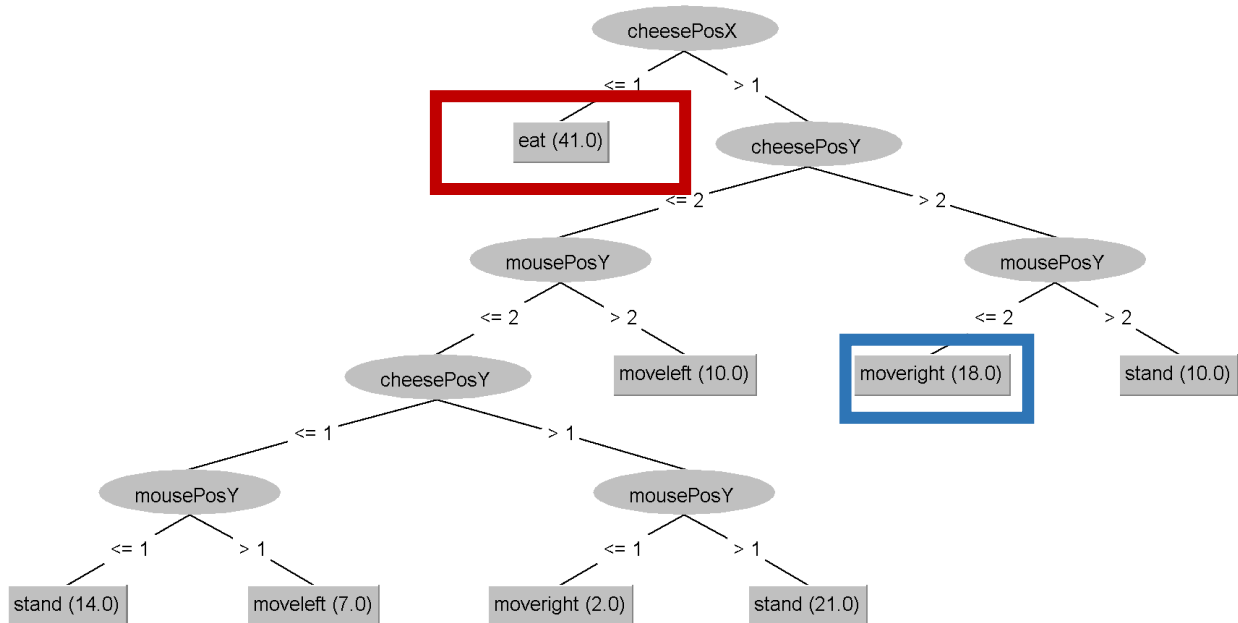 cheesePosX
<= 1
> 1
eat (41.0)
cheesePosY
<= 2
> 2
mousePosY
mousePosY
<= 2
> 2
<= 2
> 2
cheesePosY
moveleft (10.0)
moveright (18.0)
stand (10.0)
<= 1
> 1
mousePosY
mousePosY
<= 1
> 1
<= 1
> 1
stand (14.0)
moveleft (7.0)
moveright (2.0)
stand (21.0)